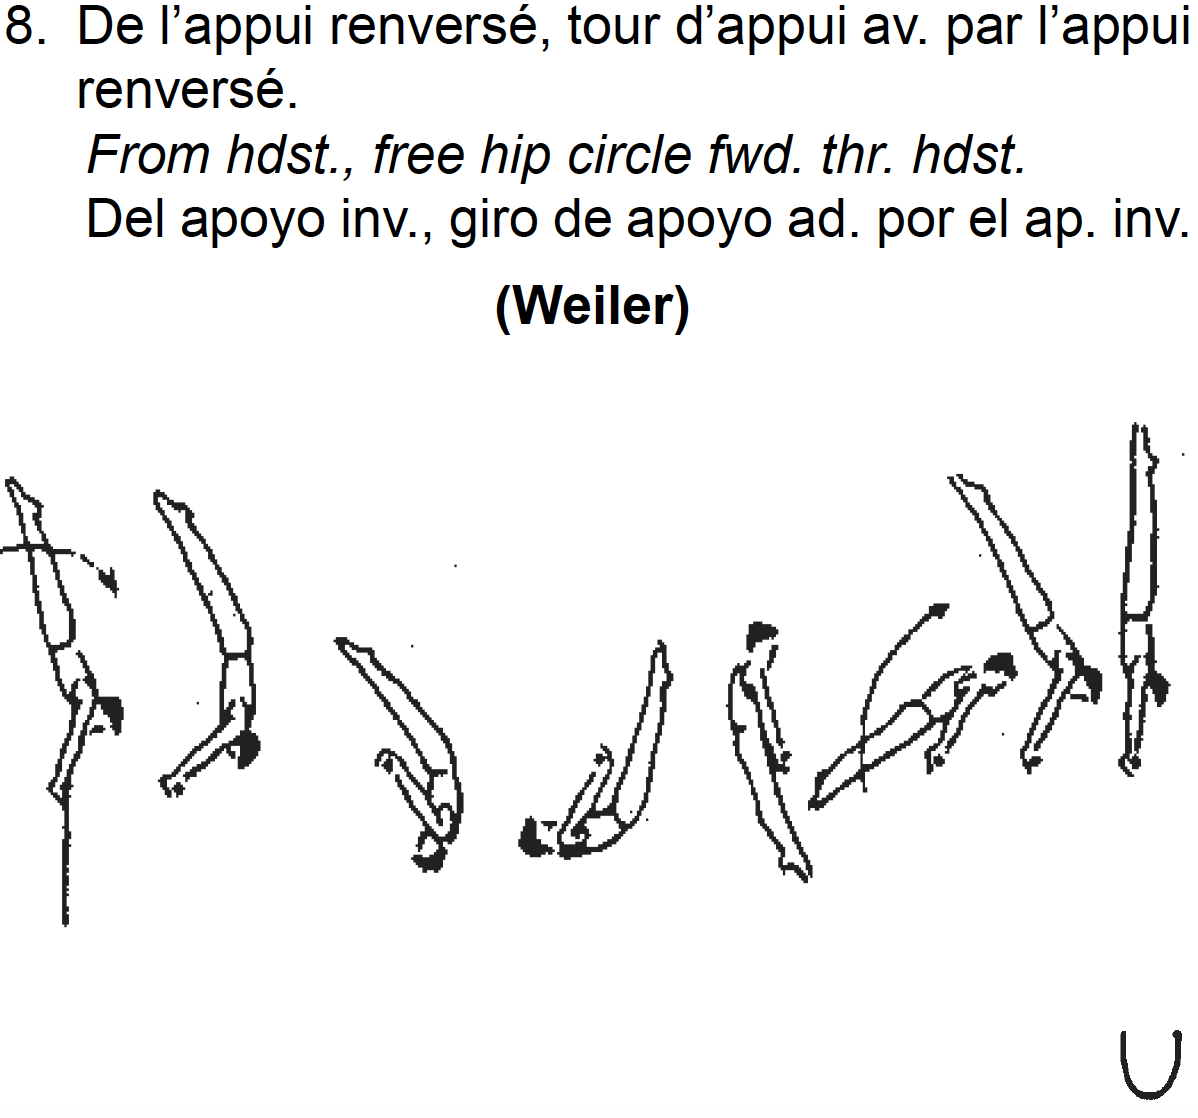 8. De l’appui renversé, tour d’appui av. par l’appui
renversé.
From hdst., free hip circle fwd. thr. hdst.
Del apoyo inv., giro de apoyo ad. por el ap. inv.
(Weiler)